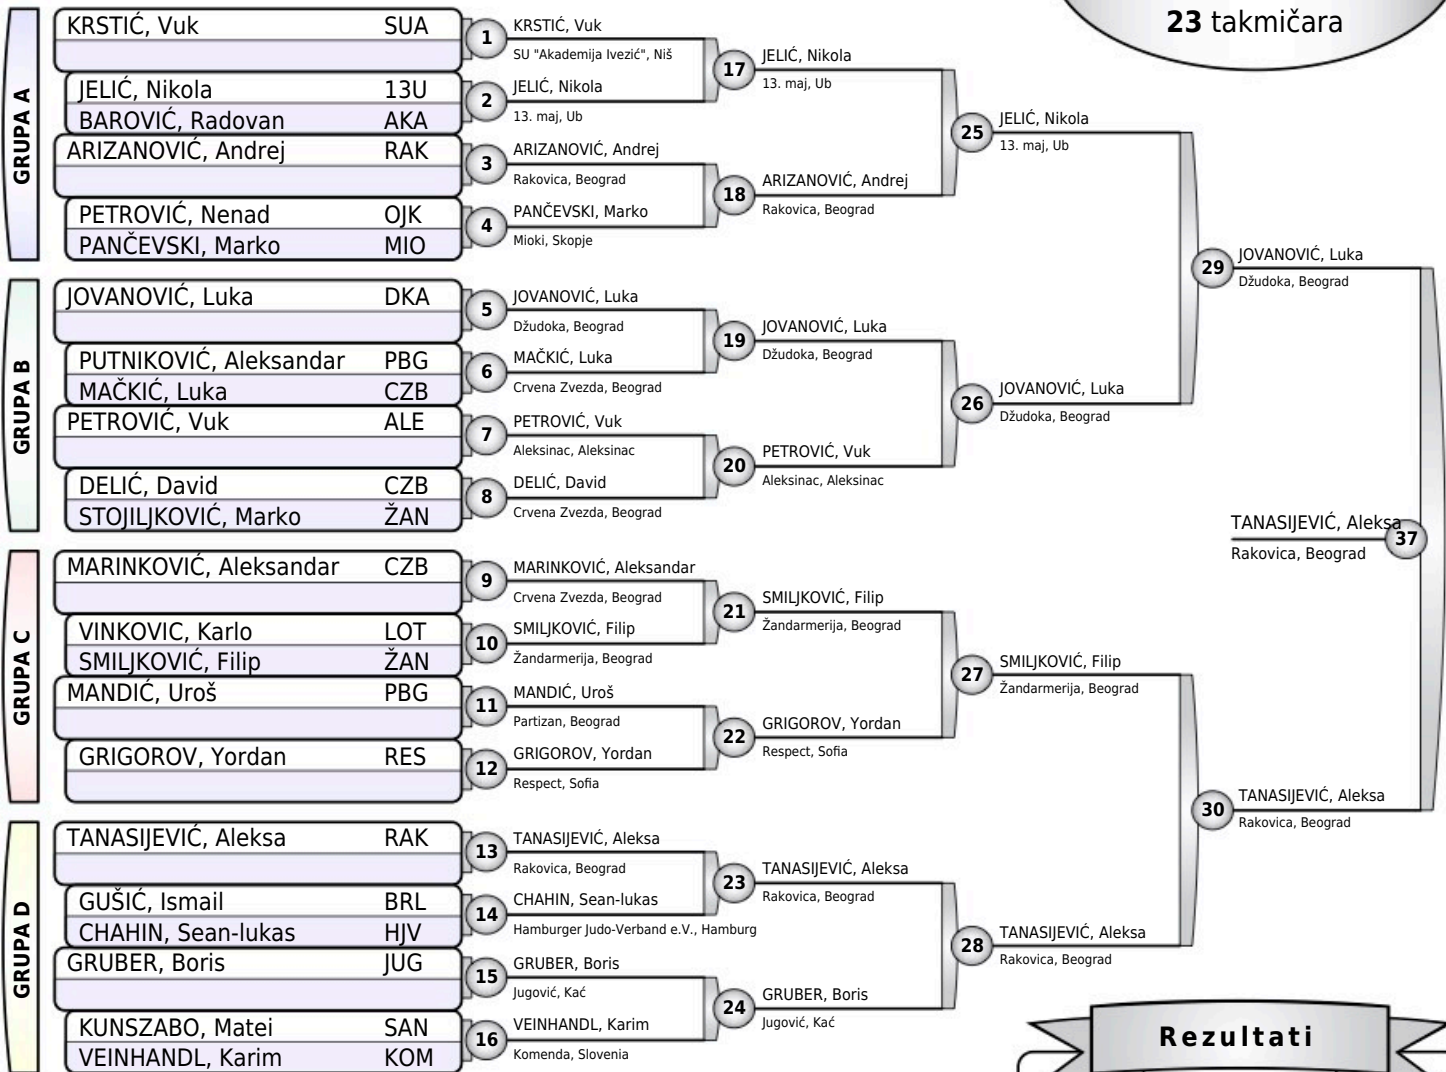 23 takmičara
GRUPA A
KRSTIĆ, Vuk SUA
JELIĆ, Nikola 13U
BAROVIĆ, Radovan AKA
ARIZANOVIĆ, Andrej RAK
PETROVIĆ, Nenad OJK
PANČEVSKI, Marko MIO
GRUPA B
JOVANOVIĆ, Luka DKA
PUTNIKOVIĆ, Aleksandar PBG
MAČKIĆ, Luka CZB
PETROVIĆ, Vuk ALE
DELIĆ, David CZB
STOJILJKOVIĆ, Marko ŽAN
GRUPA C
MARINKOVIĆ, Aleksandar CZB
VINKOVIC, Karlo LOT
SMILJKOVIĆ, Filip ŽAN
MANDIĆ, Uroš PBG
GRIGOROV, Yordan RES
GRUPA D
TANASIJEVIĆ, Aleksa RAK
GUŠIĆ, Ismail BRL
CHAHIN, Sean-lukas HJV
GRUBER, Boris JUG
KUNSZABO, Matei SAN
VEINHANDL, Karim KOM
1 KRSTIĆ, Vuk
SU "Akademija Ivezić", Niš
2 JELIĆ, Nikola
13. maj, Ub
3 ARIZANOVIĆ, Andrej
Rakovica, Beograd
4 PANČEVSKI, Marko
Mioki, Skopje
5 JOVANOVIĆ, Luka
Džudoka, Beograd
6 MAČKIĆ, Luka
Crvena Zvezda, Beograd
7 PETROVIĆ, Vuk
Aleksinac, Aleksinac
8 DELIĆ, David
Crvena Zvezda, Beograd
9 MARINKOVIĆ, Aleksandar
Crvena Zvezda, Beograd
10 SMILJKOVIĆ, Filip
Žandarmerija, Beograd
11 MANDIĆ, Uroš
Partizan, Beograd
12 GRIGOROV, Yordan
Respect, Sofia
13 TANASIJEVIĆ, Aleksa
Rakovica, Beograd
14 CHAHIN, Sean-lukas
Hamburger Judo-Verband e.V., Hamburg
15 GRUBER, Boris
Jugović, Kać
16 VEINHANDL, Karim
Komenda, Slovenia
17 JELIĆ, Nikola
13. maj, Ub
18 ARIZANOVIĆ, Andrej
Rakovica, Beograd
19 JOVANOVIĆ, Luka
Džudoka, Beograd
20 PETROVIĆ, Vuk
Aleksinac, Aleksinac
21 SMILJKOVIĆ, Filip
Žandarmerija, Beograd
22 GRIGOROV, Yordan
Respect, Sofia
23 TANASIJEVIĆ, Aleksa
Rakovica, Beograd
24 GRUBER, Boris
Jugović, Kać
25 JELIĆ, Nikola
13. maj, Ub
26 JOVANOVIĆ, Luka
Džudoka, Beograd
27 SMILJKOVIĆ, Filip
Žandarmerija, Beograd
28 TANASIJEVIĆ, Aleksa
Rakovica, Beograd
29 JOVANOVIĆ, Luka
Džudoka, Beograd
30 TANASIJEVIĆ, Aleksa
Rakovica, Beograd
TANASIJEVIĆ, Aleksa 37
Rakovica, Beograd
Rezultati